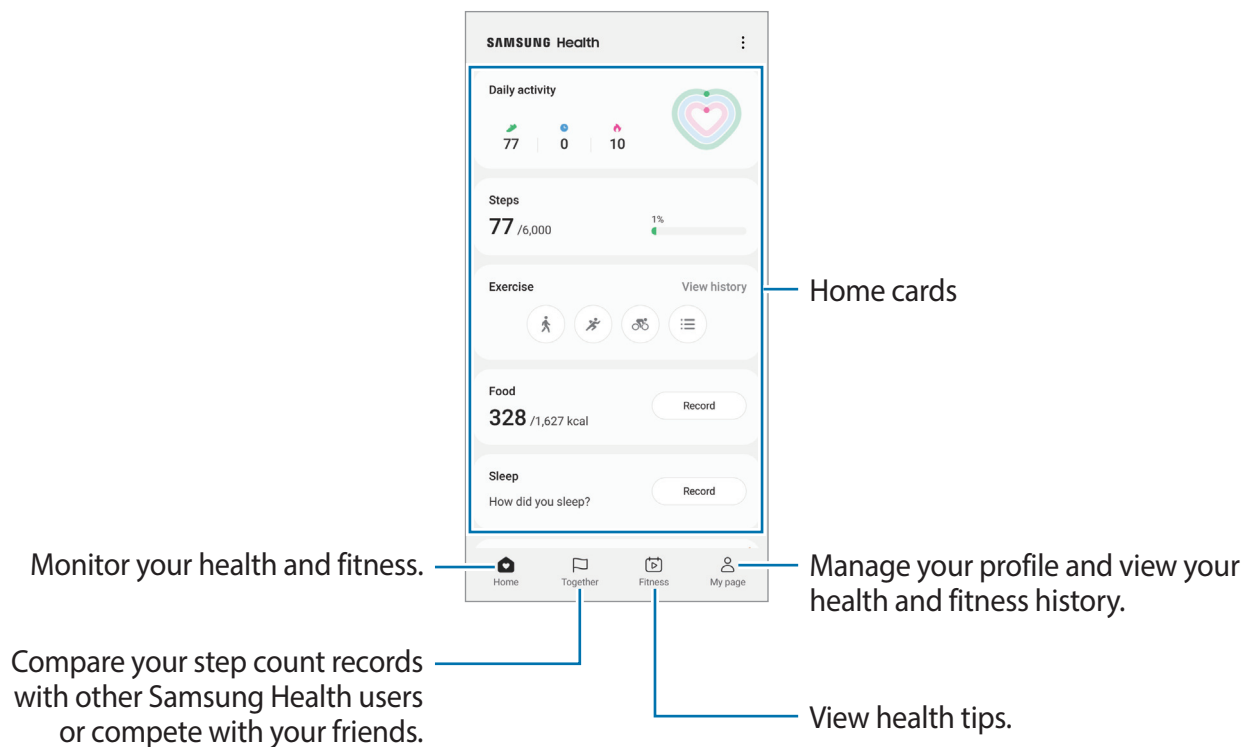 SAMSUNG Health
Daily activity
77 0 10
Steps
77 /6,000
1%
Exercise View history
Home cards
Food
328 /1,627 kcal
Record
Sleep
How did you sleep?
Record
Monitor your health and fitness.
Home Together Fitness My page
Manage your profile and view your
health and fitness history.
Compare your step count records
with other Samsung Health users
or compete with your friends.
View health tips.